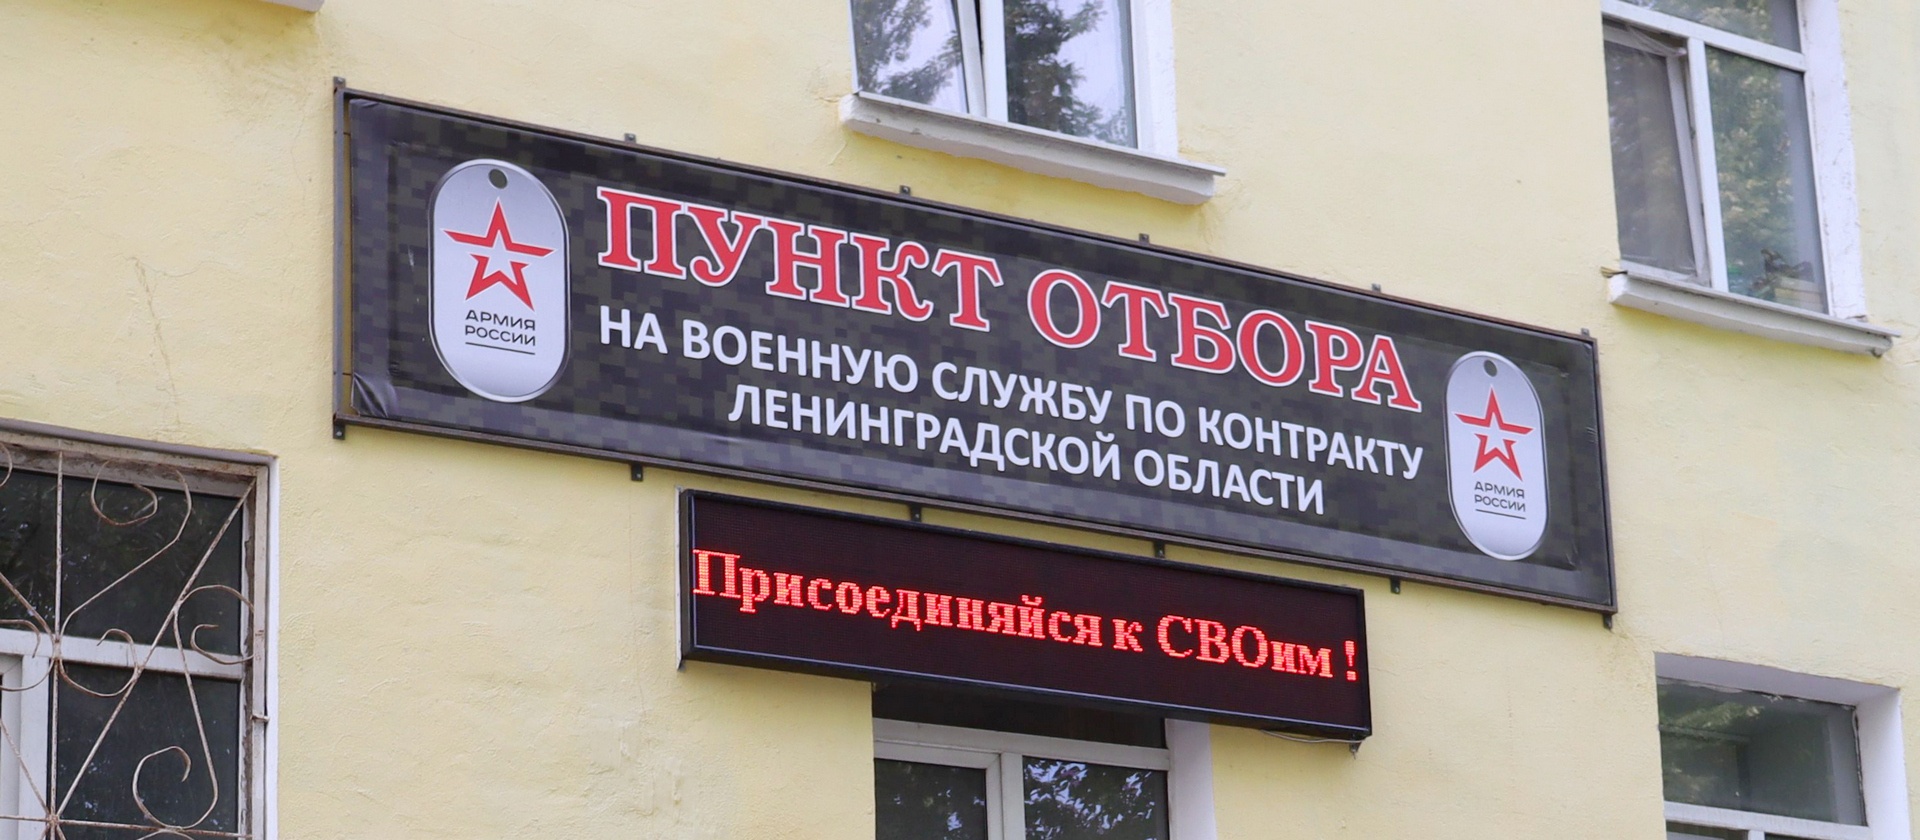 АРМИЯ
РОССИИ
ПУНКТ ОТБОРА
НА ВОЕННУЮ СЛУЖБУ ПО КОНТРАКТУ
ЛЕНИНГРАДСКОЙ ОБЛАСТИ
АРМИЯ
РОССИИ
Присоединяйся к СВОим !